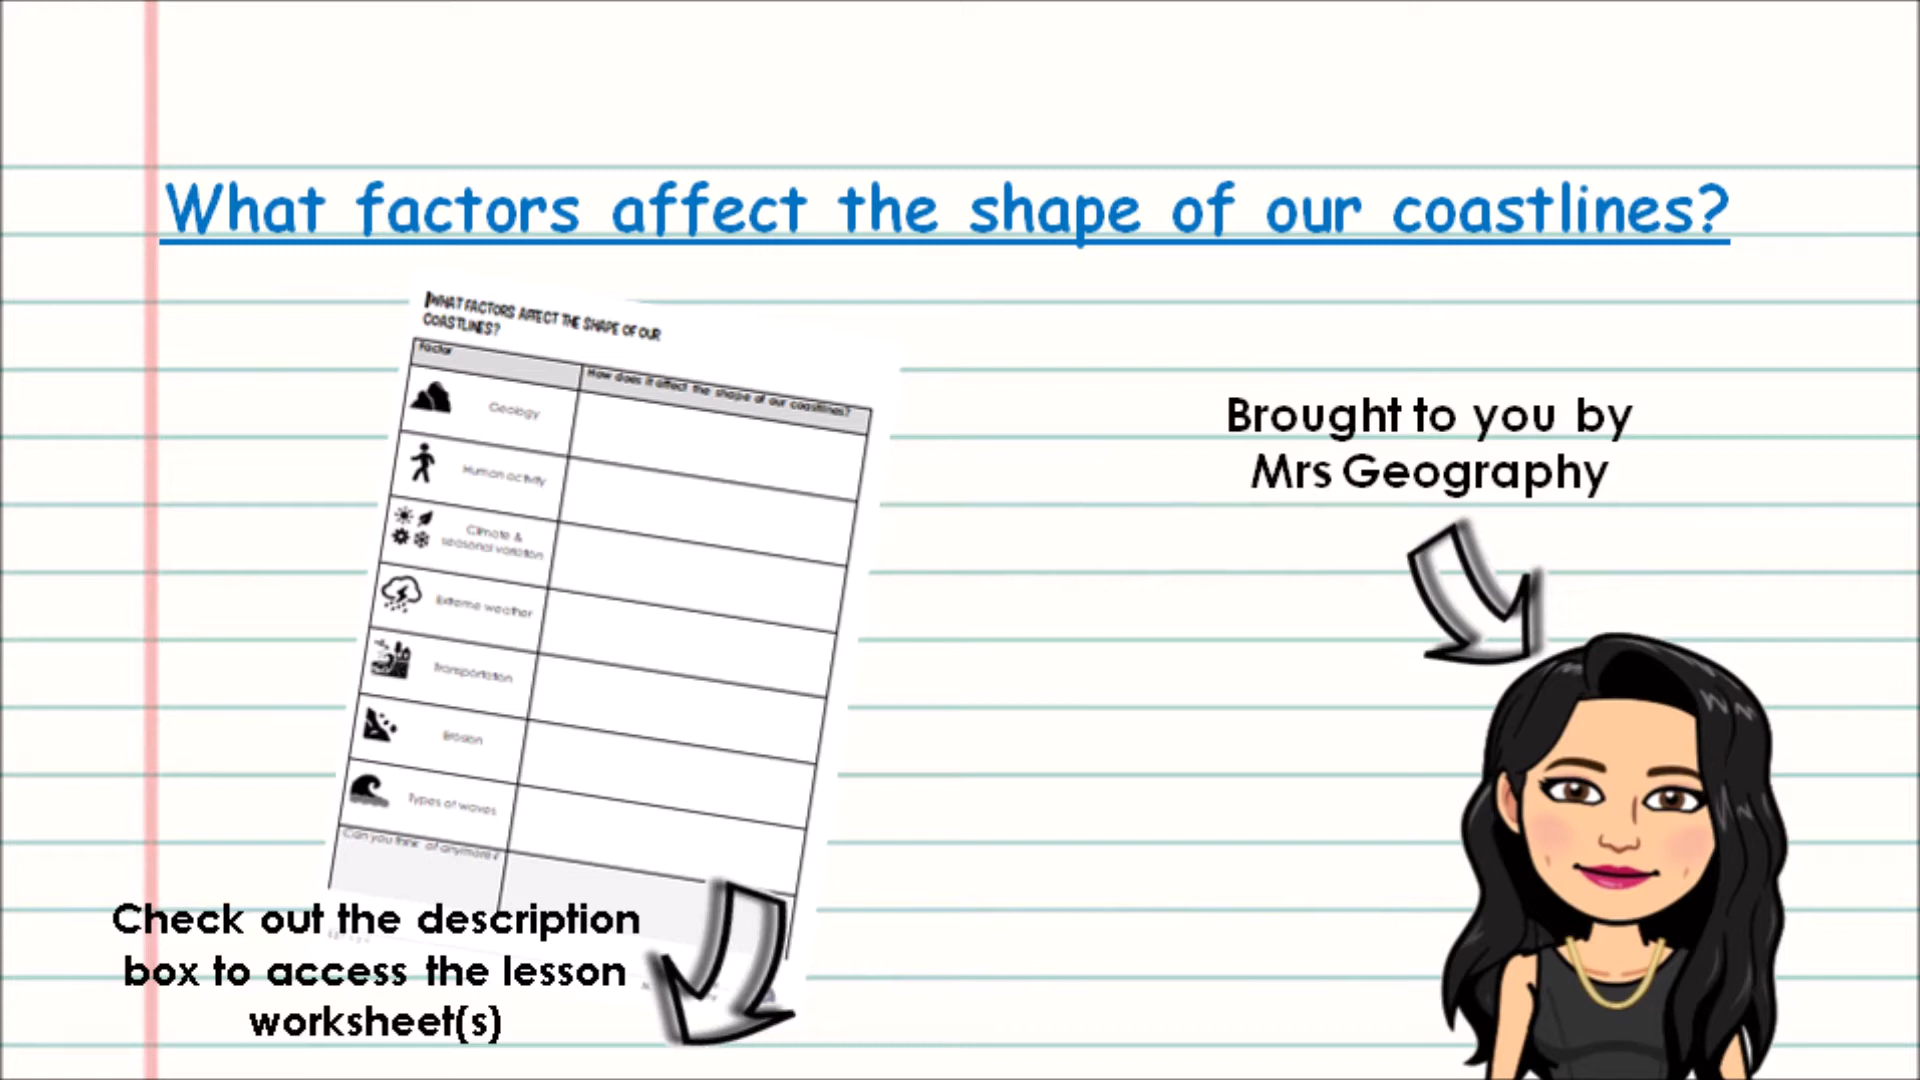 What factors affect the shape of our coastlines?
WHAT FACTORS AFFECT THE SHAPE OF OUR
COASTLINES?
Factor
How does it affect the shape of our coastlines?
Geology
Human activity
Climate &
seasonal variation
Extreme weather
Transportation
Erosion
Types of waves
Can you think of anymore?
Brought to you by
Mrs Geography
Check out the description
box to access the lesson
worksheet(s)